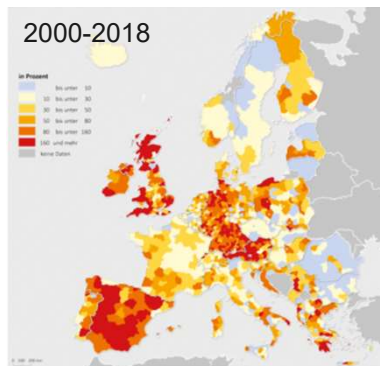 2000-2018
in Prozent
bis unter 10
10 bis unter 30
30 bis unter 50
50 bis unter 80
80 bis unter 160
160 und mehr
keine Daten